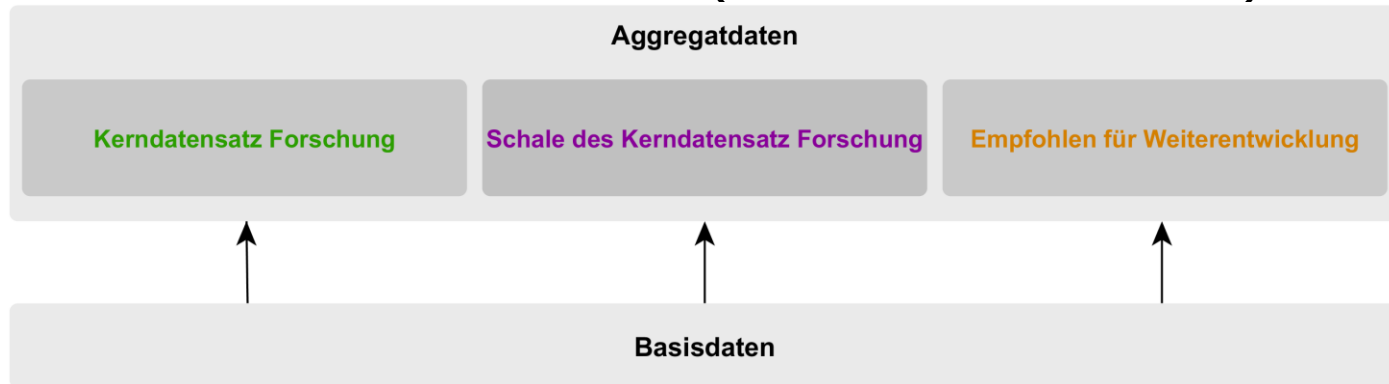 Aggregatdaten
Kerndatensatz Forschung
Schale des Kerndatensatz Forschung
Empfohlen für Weiterentwicklung
Basisdaten